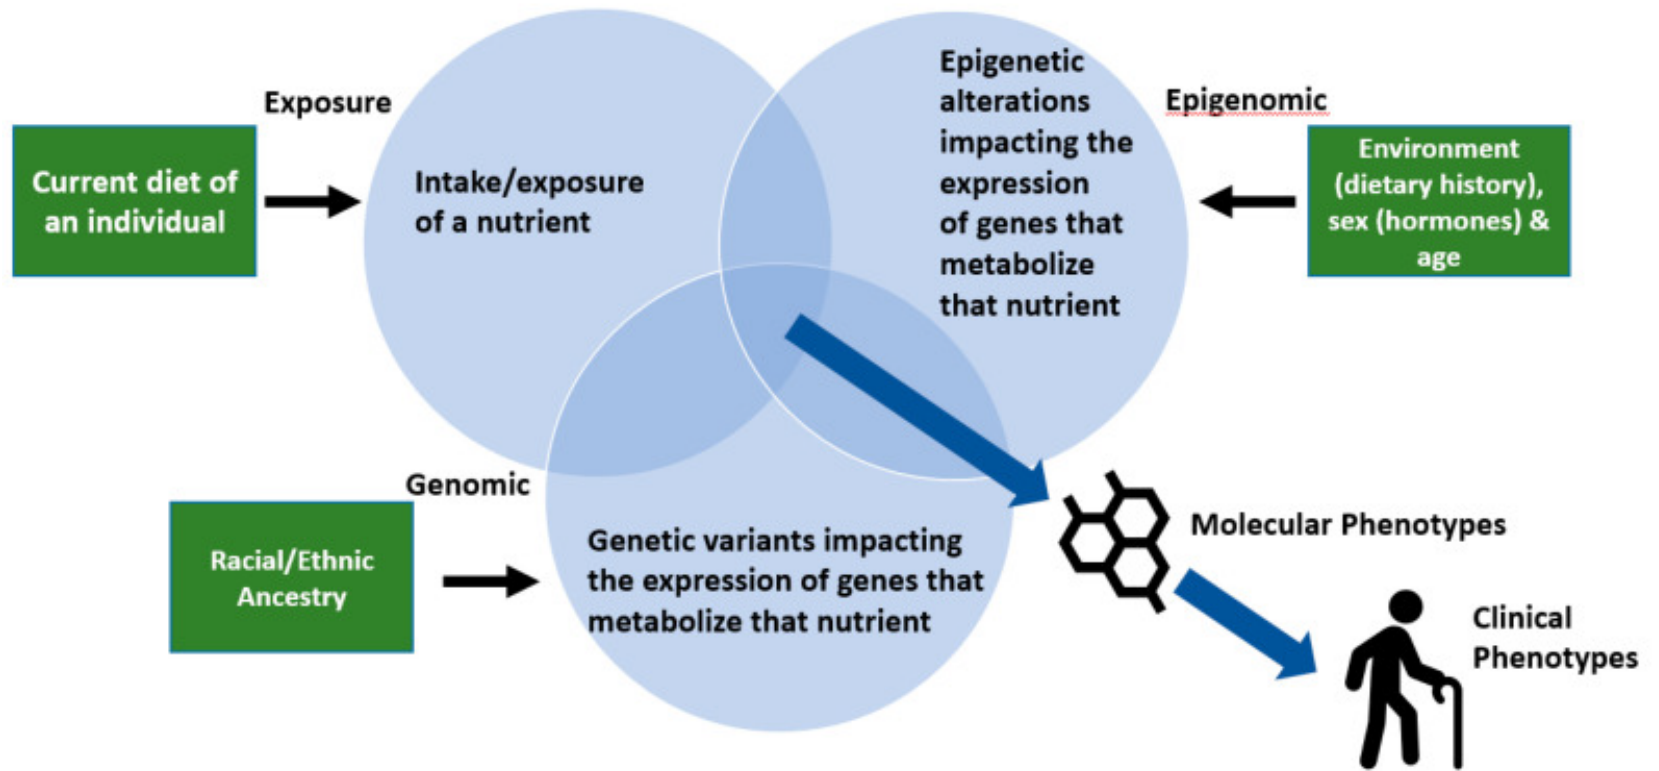 Exposure
Current diet of
an individual
Intake/exposure
of a nutrient
Epigenetic
alterations
impacting the
expression
of genes that
metabolize
that nutrient
Epigenomic
Environment
(dietary history),
sex (hormones) &
age
Genomic
Racial/Ethnic
Ancestry
Genetic variants impacting
the expression of genes that
metabolize that nutrient
Molecular Phenotypes
Clinical
Phenotypes